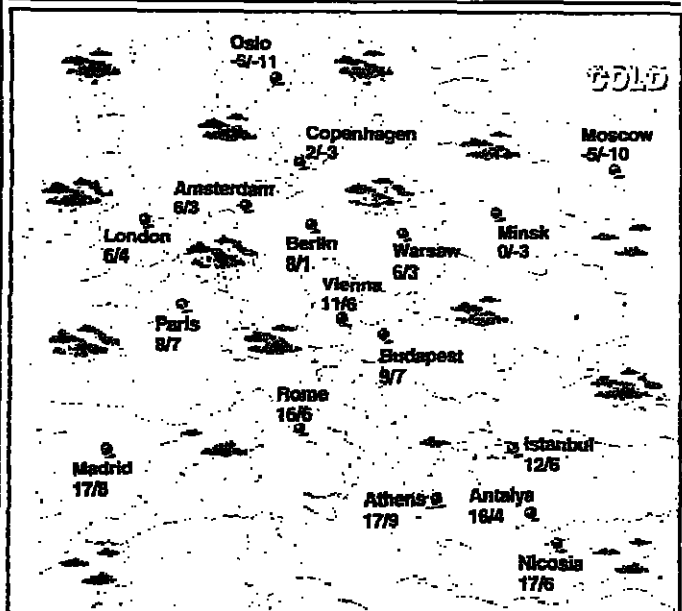 Oslo
-5/-11
COLD
Copenhagen
2/-3
Moscow
-5/-10
Amsterdam
6/3
London
6/4
Berlin
8/1
Warsaw
6/3
Minsk
0/-3
Vienna
11/6
Paris
8/7
Budapest
9/7
Rome
16/6
Madrid
17/8
Istanbul
12/6
Athens
17/9
Antalya
16/4
Nicosia
17/6